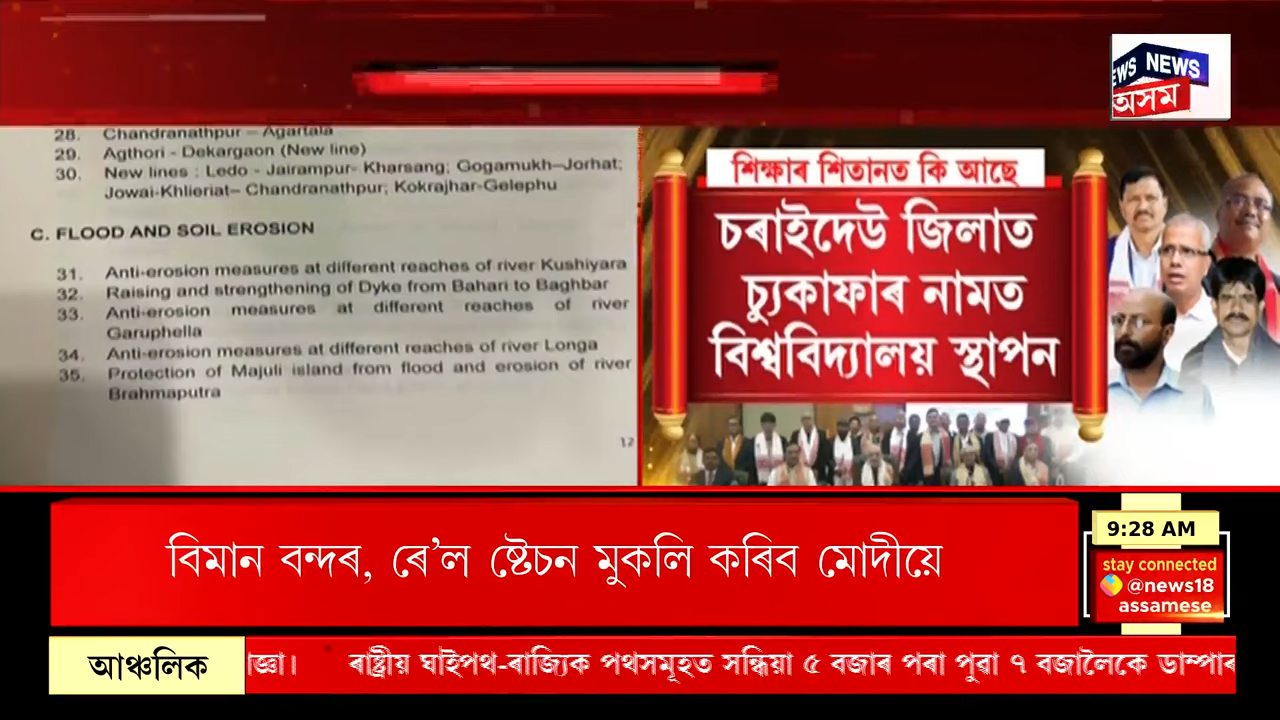 NEWS NEWS
অসম
28. Chandranathpur – Agartala
29. Agthori - Dekargaon (New line)
30. New lines : Ledo - Jairampur- Kharsang; Gogamukh–Jorhat;
Jowai-Khlieriat– Chandranathpur; Kokrajhar-Gelephu
C. FLOOD AND SOIL EROSION
31. Anti-erosion measures at different reaches of river Kushiyara
32. Raising and strengthening of Dyke from Bahari to Baghbar
33. Anti-erosion measures at different reaches of river
Garuphella
34. Anti-erosion measures at different reaches of river Longa
35. Protection of Majuli island from flood and erosion of river
Brahmaputra
12
শিক্ষাৰ শিতানত কি আছে
চৰাইদেউ জিলাত
চ্যুকাফাৰ নামত
বিশ্ববিদ্যালয় স্থাপন
বিমান বন্দৰ, ৰে’ল ষ্টেচন মুকলি কৰিব মোদীয়ে
9:28 AM
stay connected
@news18
assamese
আঞ্চলিক
ৰাষ্ট্ৰীয় ঘাইপথ-ৰাজ্যিক পথসমূহত সন্ধিয়া ৫ বজাৰ পৰা পুৱা ৭ বজালৈকে ডাম্পাৰ